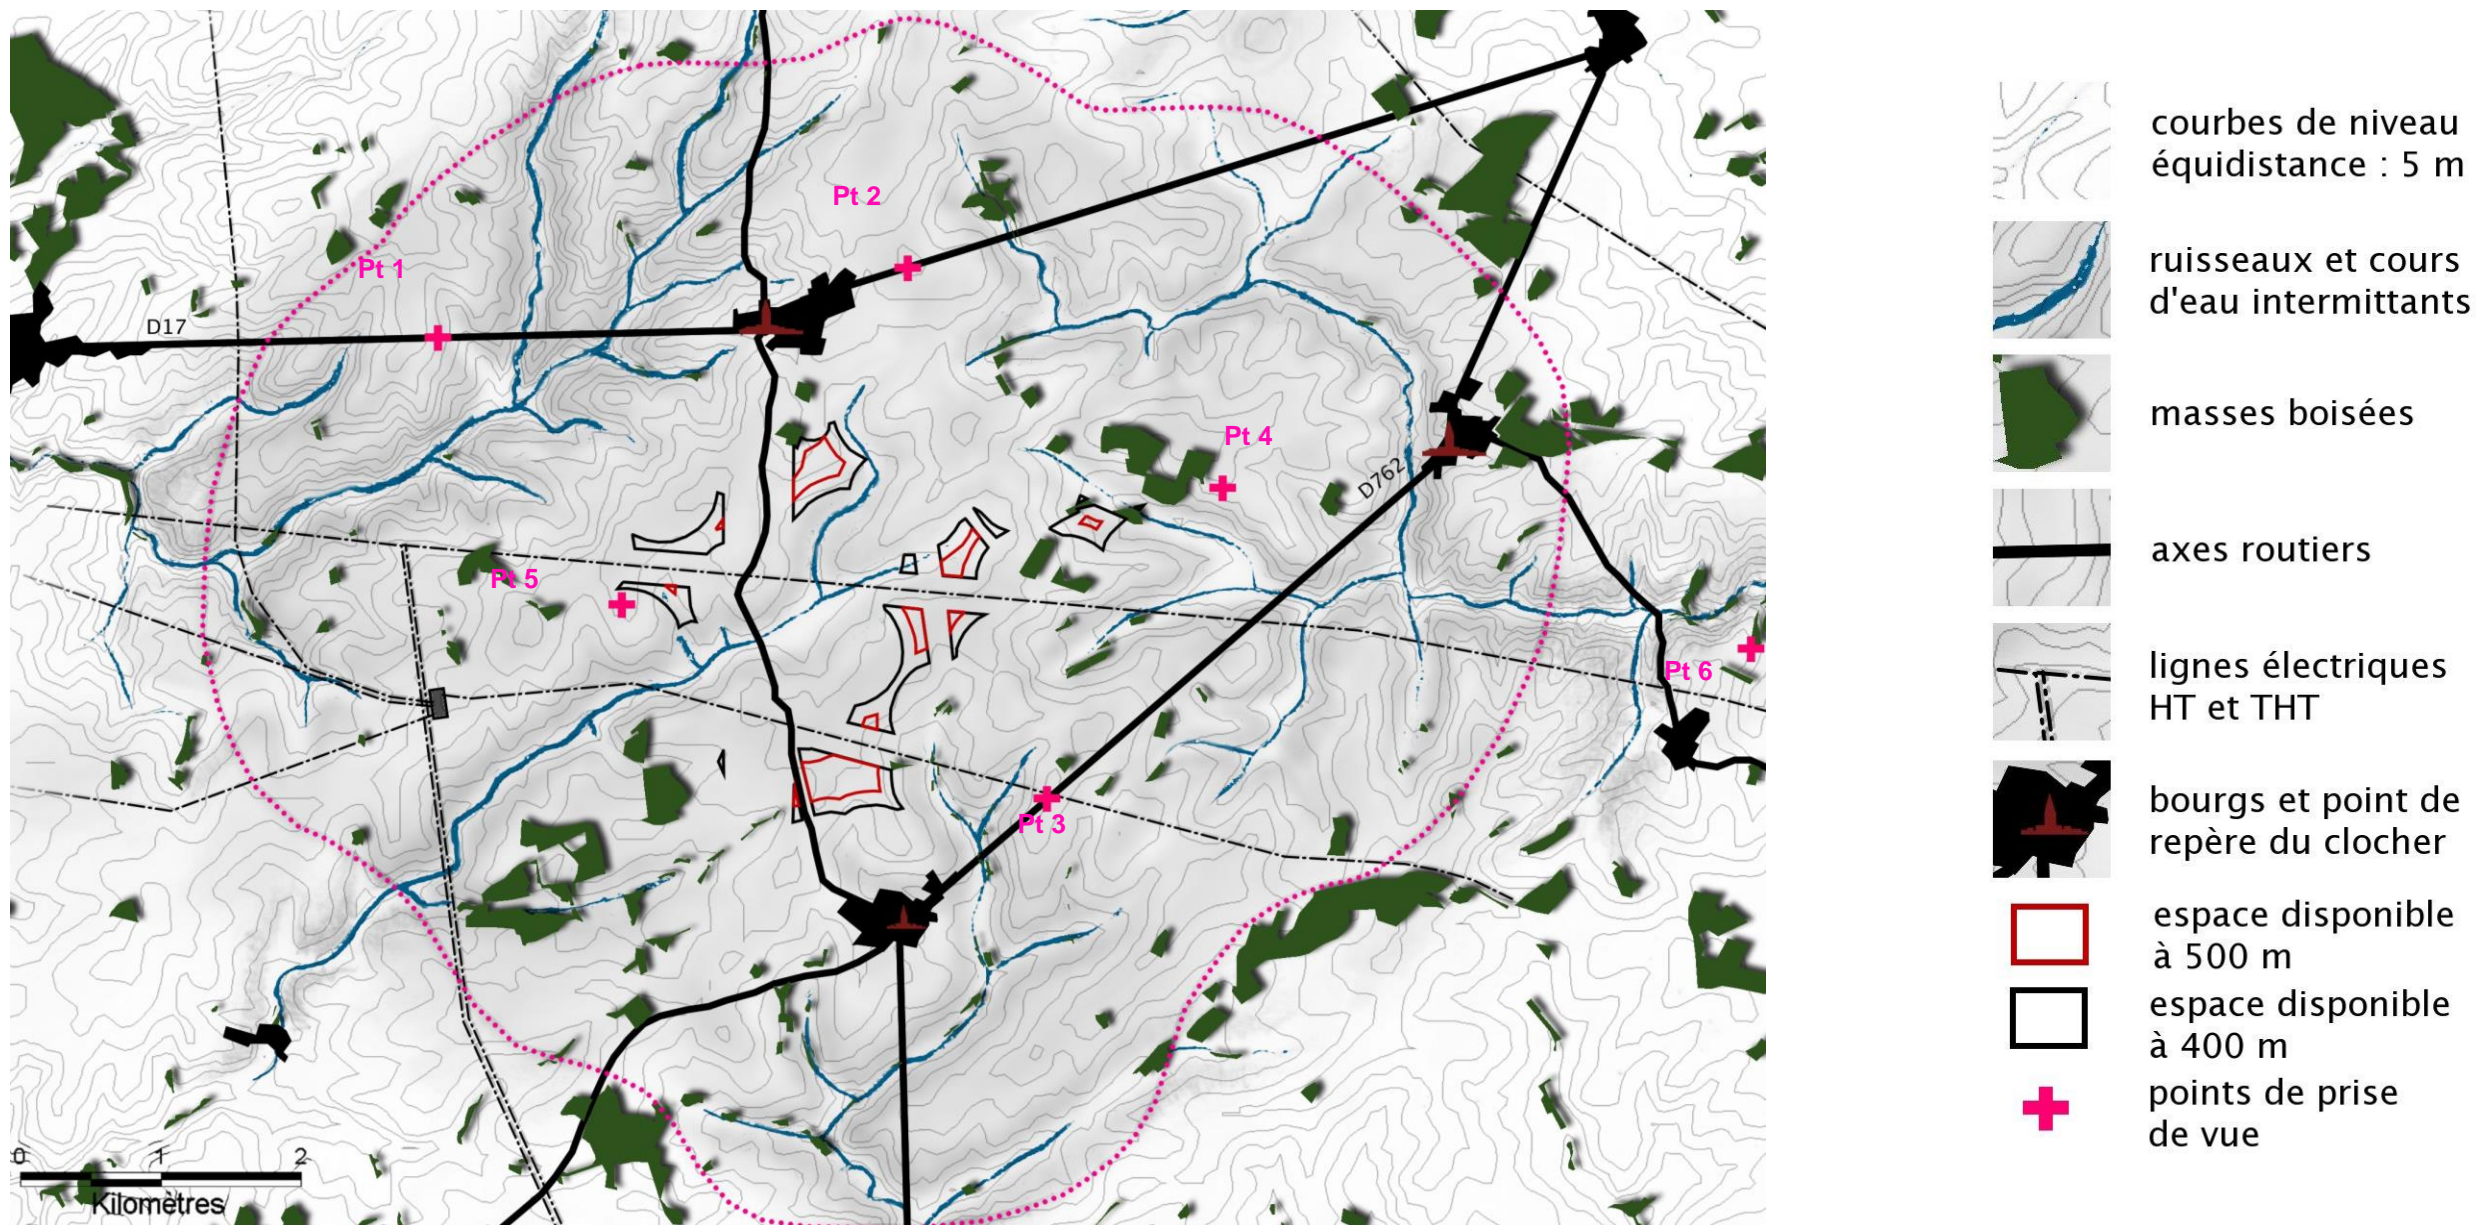 Pt 2
Pt 1
D17
Pt 4
D762
Pt 5
Pt 6
Pt 3
0 1 2
Kilomètres
courbes de niveau
équidistance : 5 m
ruisseaux et cours
d'eau intermittants
masses boisées
axes routiers
lignes électriques
HT et THT
bourgs et point de
repère du clocher
espace disponible
à 500 m
espace disponible
à 400 m
points de prise
de vue